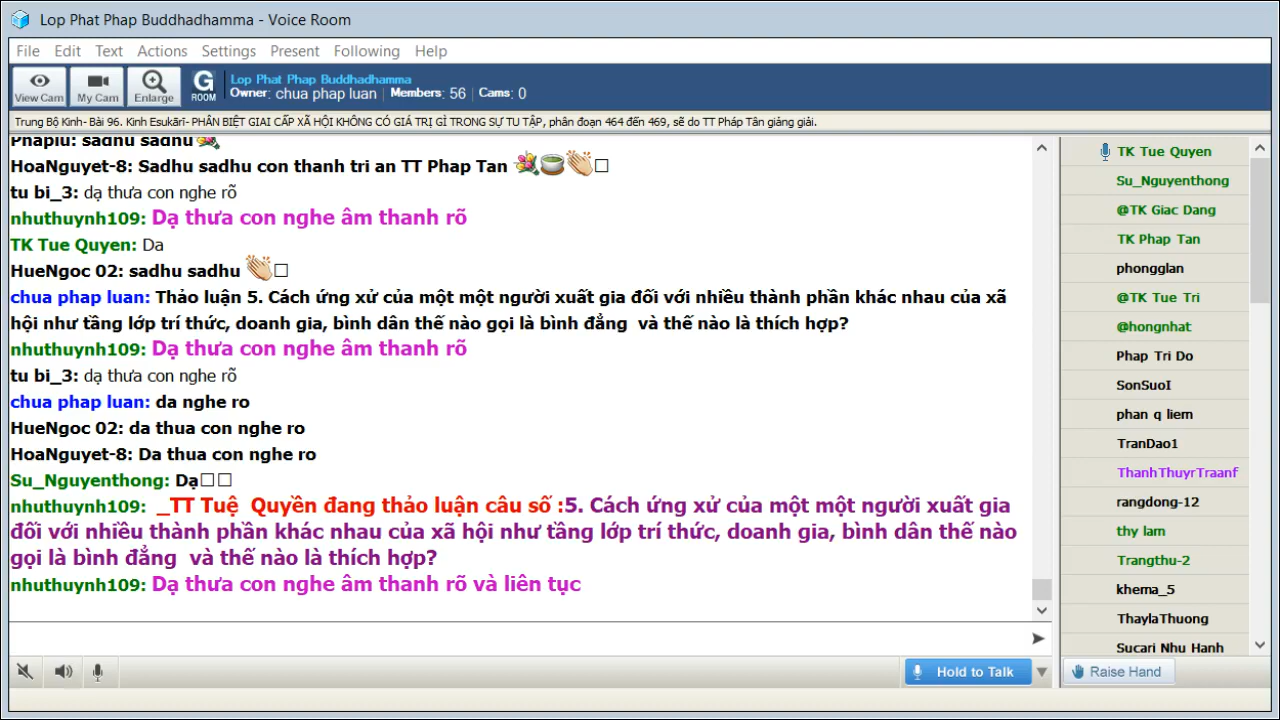 Lop Phat Phap Buddhadhamma - Voice Room
File Edit Text Actions Settings Present Following Help
View Cam My Cam Enlarge G ROOM
Lop Phat Phap Buddhadhamma
Owner: chua phap luan Members: 56 Cams: 0
Trung Bộ Kinh- Bài 96. Kinh Esukārī- PHÂN BIỆT GIAI CẤP XÃ HỘI KHÔNG CÓ GIÁ TRỊ GÌ TRONG SỰ TU TẬP, phân đoạn 464 đến 469, sẽ do TT Pháp Tân giảng giải.
Phaplu: sadhu sadhu
HoaNguyet-8: Sadhu sadhu con thanh tri an TT Phap Tan
tu bi_3: dạ thưa con nghe rõ
nhuthuynh109: Dạ thưa con nghe âm thanh rõ
TK Tue Quyen: Da
HueNgoc 02: sadhu sadhu
chua phap luan: Thảo luận 5. Cách ứng xử của một một người xuất gia đối với nhiều thành phần khác nhau của xã
hội như tầng lớp trí thức, doanh gia, bình dân thế nào gọi là bình đẳng và thế nào là thích hợp?
nhuthuynh109: Dạ thưa con nghe âm thanh rõ
tu bi_3: dạ thưa con nghe rõ
chua phap luan: da nghe ro
HueNgoc 02: da thua con nghe ro
HoaNguyet-8: Da thua con nghe ro
Su_Nguyenthong: Dạ
nhuthuynh109: _TT Tuệ Quyền đang thảo luận câu số :5. Cách ứng xử của một một người xuất gia
đối với nhiều thành phần khác nhau của xã hội như tầng lớp trí thức, doanh gia, bình dân thế nào
gọi là bình đẳng và thế nào là thích hợp?
nhuthuynh109: Dạ thưa con nghe âm thanh rõ và liên tục
TK Tue Quyen
Su_Nguyenthong
@TK Giac Dang
TK Phap Tan
phongglan
@TK Tue Tri
@hongnhat
Phap Tri Do
SonSuoI
phan q liem
TranDao1
ThanhThuyrTraanf
rangdong-12
thy lam
Trangthu-2
khema_5
ThaylaThuong
Sucari Nhu Hanh
Hold to Talk
Raise Hand